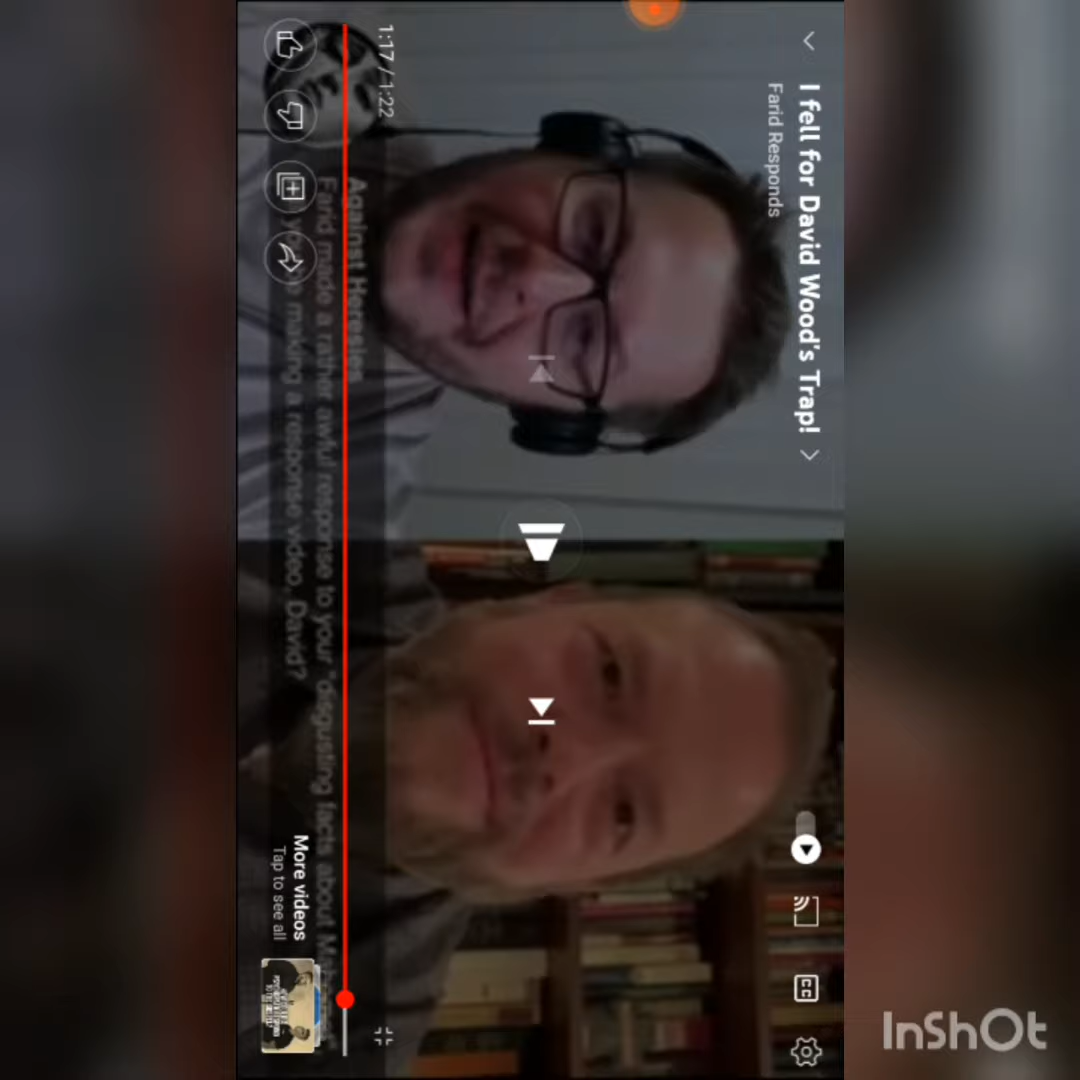 I fell for David Wood's Trap!
Farid Responds
1:17 / 1:22
Against Heresies
Farid made a rather awful response to your "disgusting facts about
making a response video, David?
More videos
Tap to see all
CC
InShOt